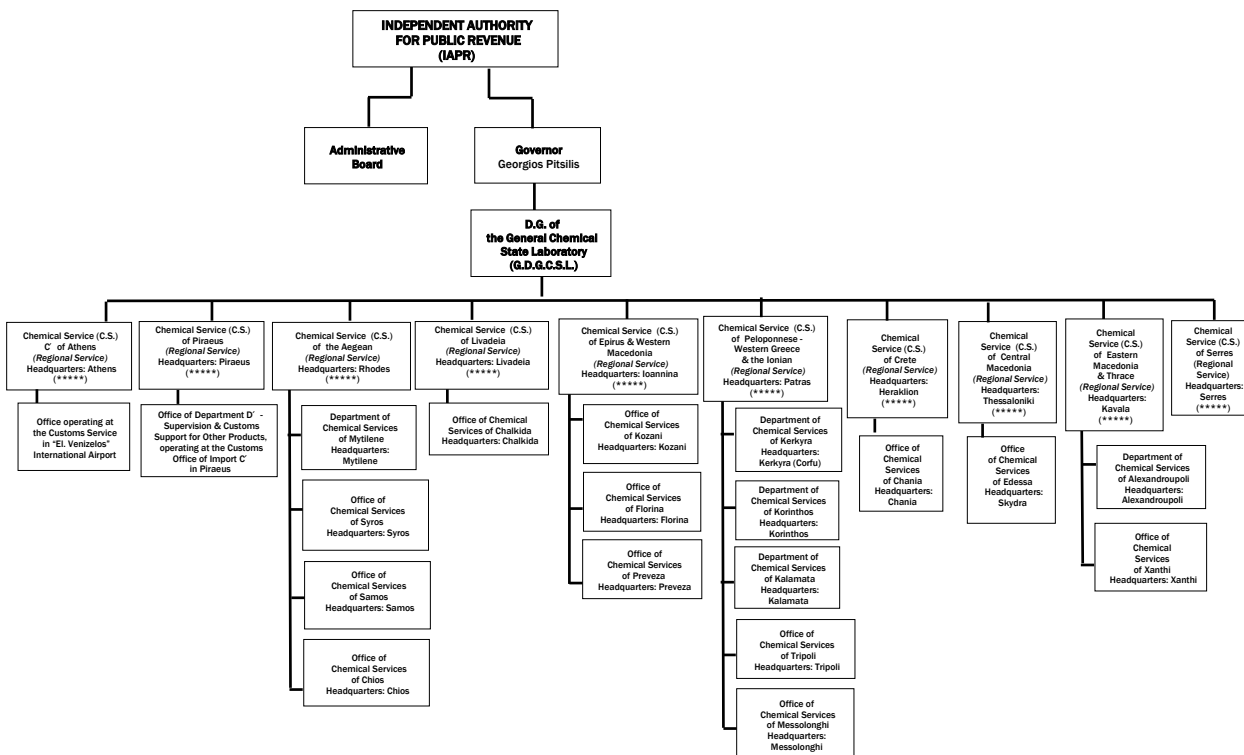 INDEPENDENT AUTHORITY
FOR PUBLIC REVENUE
(IAPR)
Administrative
Board
Governor
Georgios Pitsilis
D.G. of
the General Chemical
State Laboratory
(G.D.G.C.S.L.)
Chemical Service (C.S.)
C΄ of Athens
(Regional Service)
Headquarters: Athens
(*****)
Office operating at
the Customs Service
in “El. Venizelos”
International Airport
Chemical Service (C.S.)
of Piraeus
(Regional Service)
Headquarters: Piraeus
(*****)
Office of Department D΄ -
Supervision & Customs
Support for Other Products,
operating at the Customs
Office of Import C΄
in Piraeus
Chemical Service (C.S.)
of the Aegean
(Regional Service)
Headquarters: Rhodes
(*****)
Department of
Chemical Services
of Mytilene
Headquarters:
Mytilene
Office of
Chemical Services
of Syros
Headquarters: Syros
Office of
Chemical Services
of Samos
Headquarters: Samos
Office of
Chemical Services
of Chios
Headquarters: Chios
Chemical Service (C.S.)
of Livadeia
(Regional Service)
Headquarters: Livadeia
(*****)
Office of Chemical
Services of Chalkida
Headquarters: Chalkida
Chemical Service (C.S.)
of Epirus & Western
Macedonia
(Regional Service)
Headquarters: Ioannina
(*****)
Office of
Chemical Services
of Kozani
Headquarters: Kozani
Office of
Chemical Services
of Florina
Headquarters: Florina
Office of
Chemical Services
of Preveza
Headquarters: Preveza
Chemical Service (C.S.)
of Peloponnese -
Western Greece
& the Ionian
(Regional Service)
Headquarters: Patras
(*****)
Department of
Chemical Services of
Kerkyra
Headquarters:
Kerkyra (Corfu)
Department of
Chemical Services
of Korinthos
Headquarters:
Korinthos
Department of
Chemical Services
of Kalamata
Headquarters:
Kalamata
Office of
Chemical Services
of Tripoli
Headquarters: Tripoli
Office of
Chemical Services
of Messolonghi
Headquarters:
Messolonghi
Chemical
Service (C.S.)
of Crete
(Regional Service)
Headquarters:
Heraklion
(*****)
Office of
Chemical
Services
of Chania
Headquarters:
Chania
Chemical
Service (C.S.)
of Central
Macedonia
(Regional Service)
Headquarters:
Thessaloniki
(*****)
Office
of Chemical
Services
of Edessa
Headquarters:
Skydra
Chemical
Service (C.S.)
of Eastern
Macedonia
& Thrace
(Regional Service)
Headquarters:
Kavala
(*****)
Department of
Chemical Services
of Alexandroupoli
Headquarters:
Alexandroupoli
Office of
Chemical
Services
of Xanthi
Headquarters: Xanthi
Chemical
Service (C.S.)
of Serres
(Regional
Service)
Headquarters:
Serres
(*****)